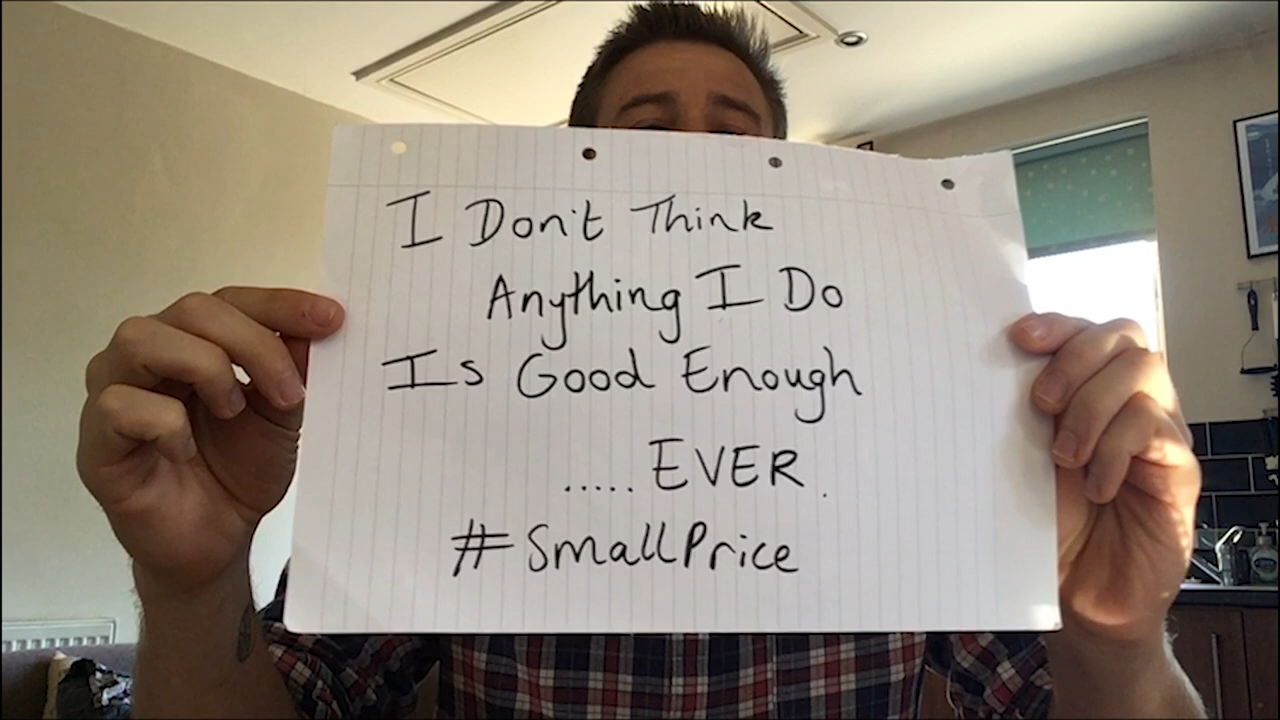 I Don't Think
Anything I Do
Is Good Enough
..... EVER.
#SmallPrice